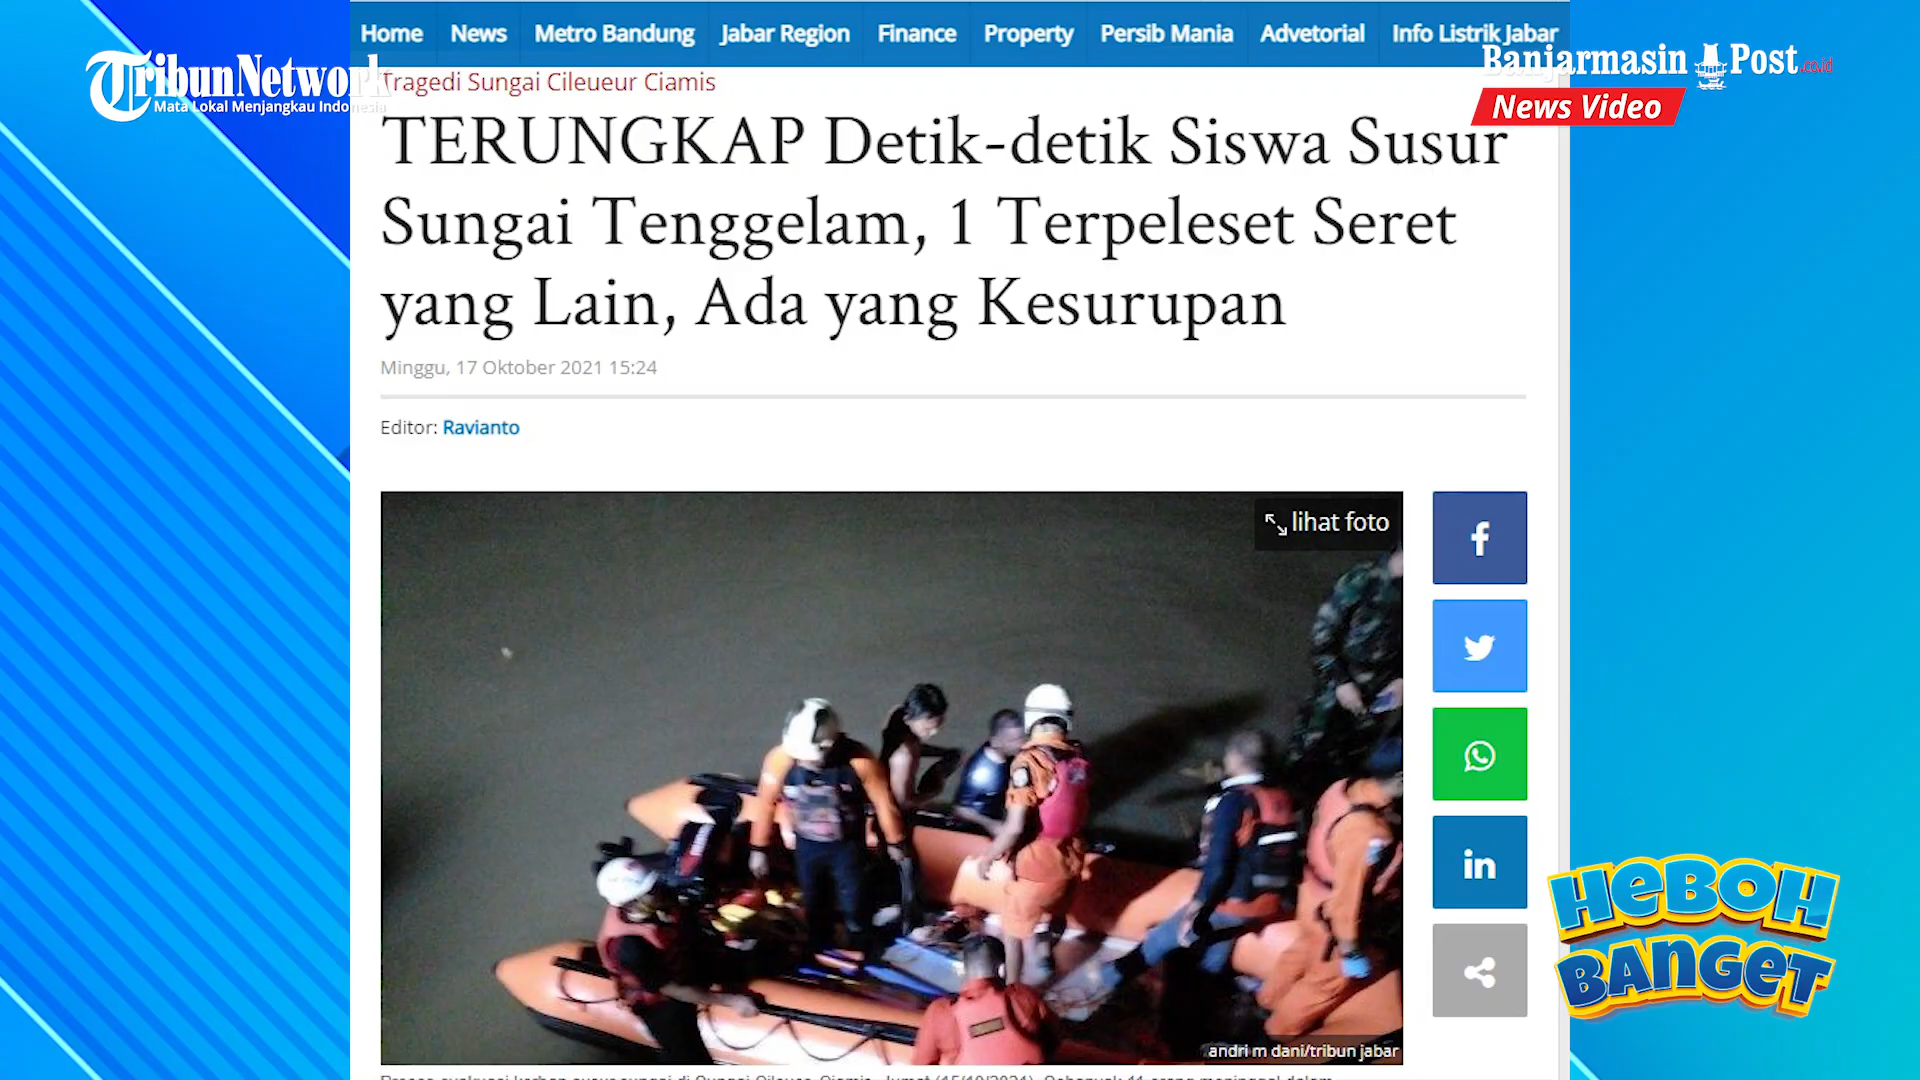 Home News Metro Bandung Jabar Region Finance Property Persib Mania Advetorial Info Listrik Jabar
TribunNetwork
Mata Lokal Menjangkau Indonesia
Banjarmasin Post.co.id
News Video
Tragedi Sungai Cileueur Ciamis
TERUNGKAP Detik-detik Siswa Susur
Sungai Tenggelam, 1 Terpeleset Seret
yang Lain, Ada yang Kesurupan
Minggu, 17 Oktober 2021 15:24
Editor: Ravianto
lihat foto
f
in
HEBOH
BANGET
andri m dani/tribun jabar